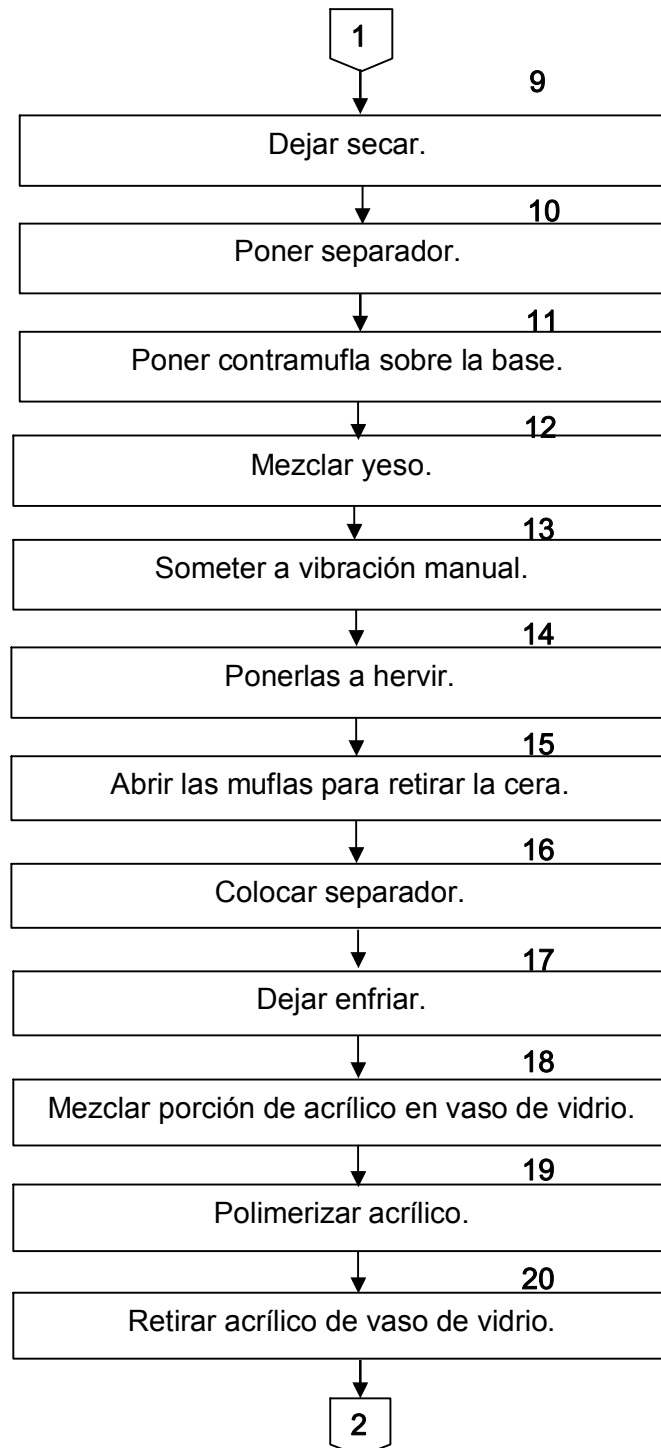 1
9
Dejar secar.
10
Poner separador.
11
Poner contramufla sobre la base.
12
Mezclar yeso.
13
Someter a vibración manual.
14
Ponerlas a hervir.
15
Abrir las muflas para retirar la cera.
16
Colocar separador.
17
Dejar enfriar.
18
Mezclar porción de acrílico en vaso de vidrio.
19
Polimerizar acrílico.
20
Retirar acrílico de vaso de vidrio.
2